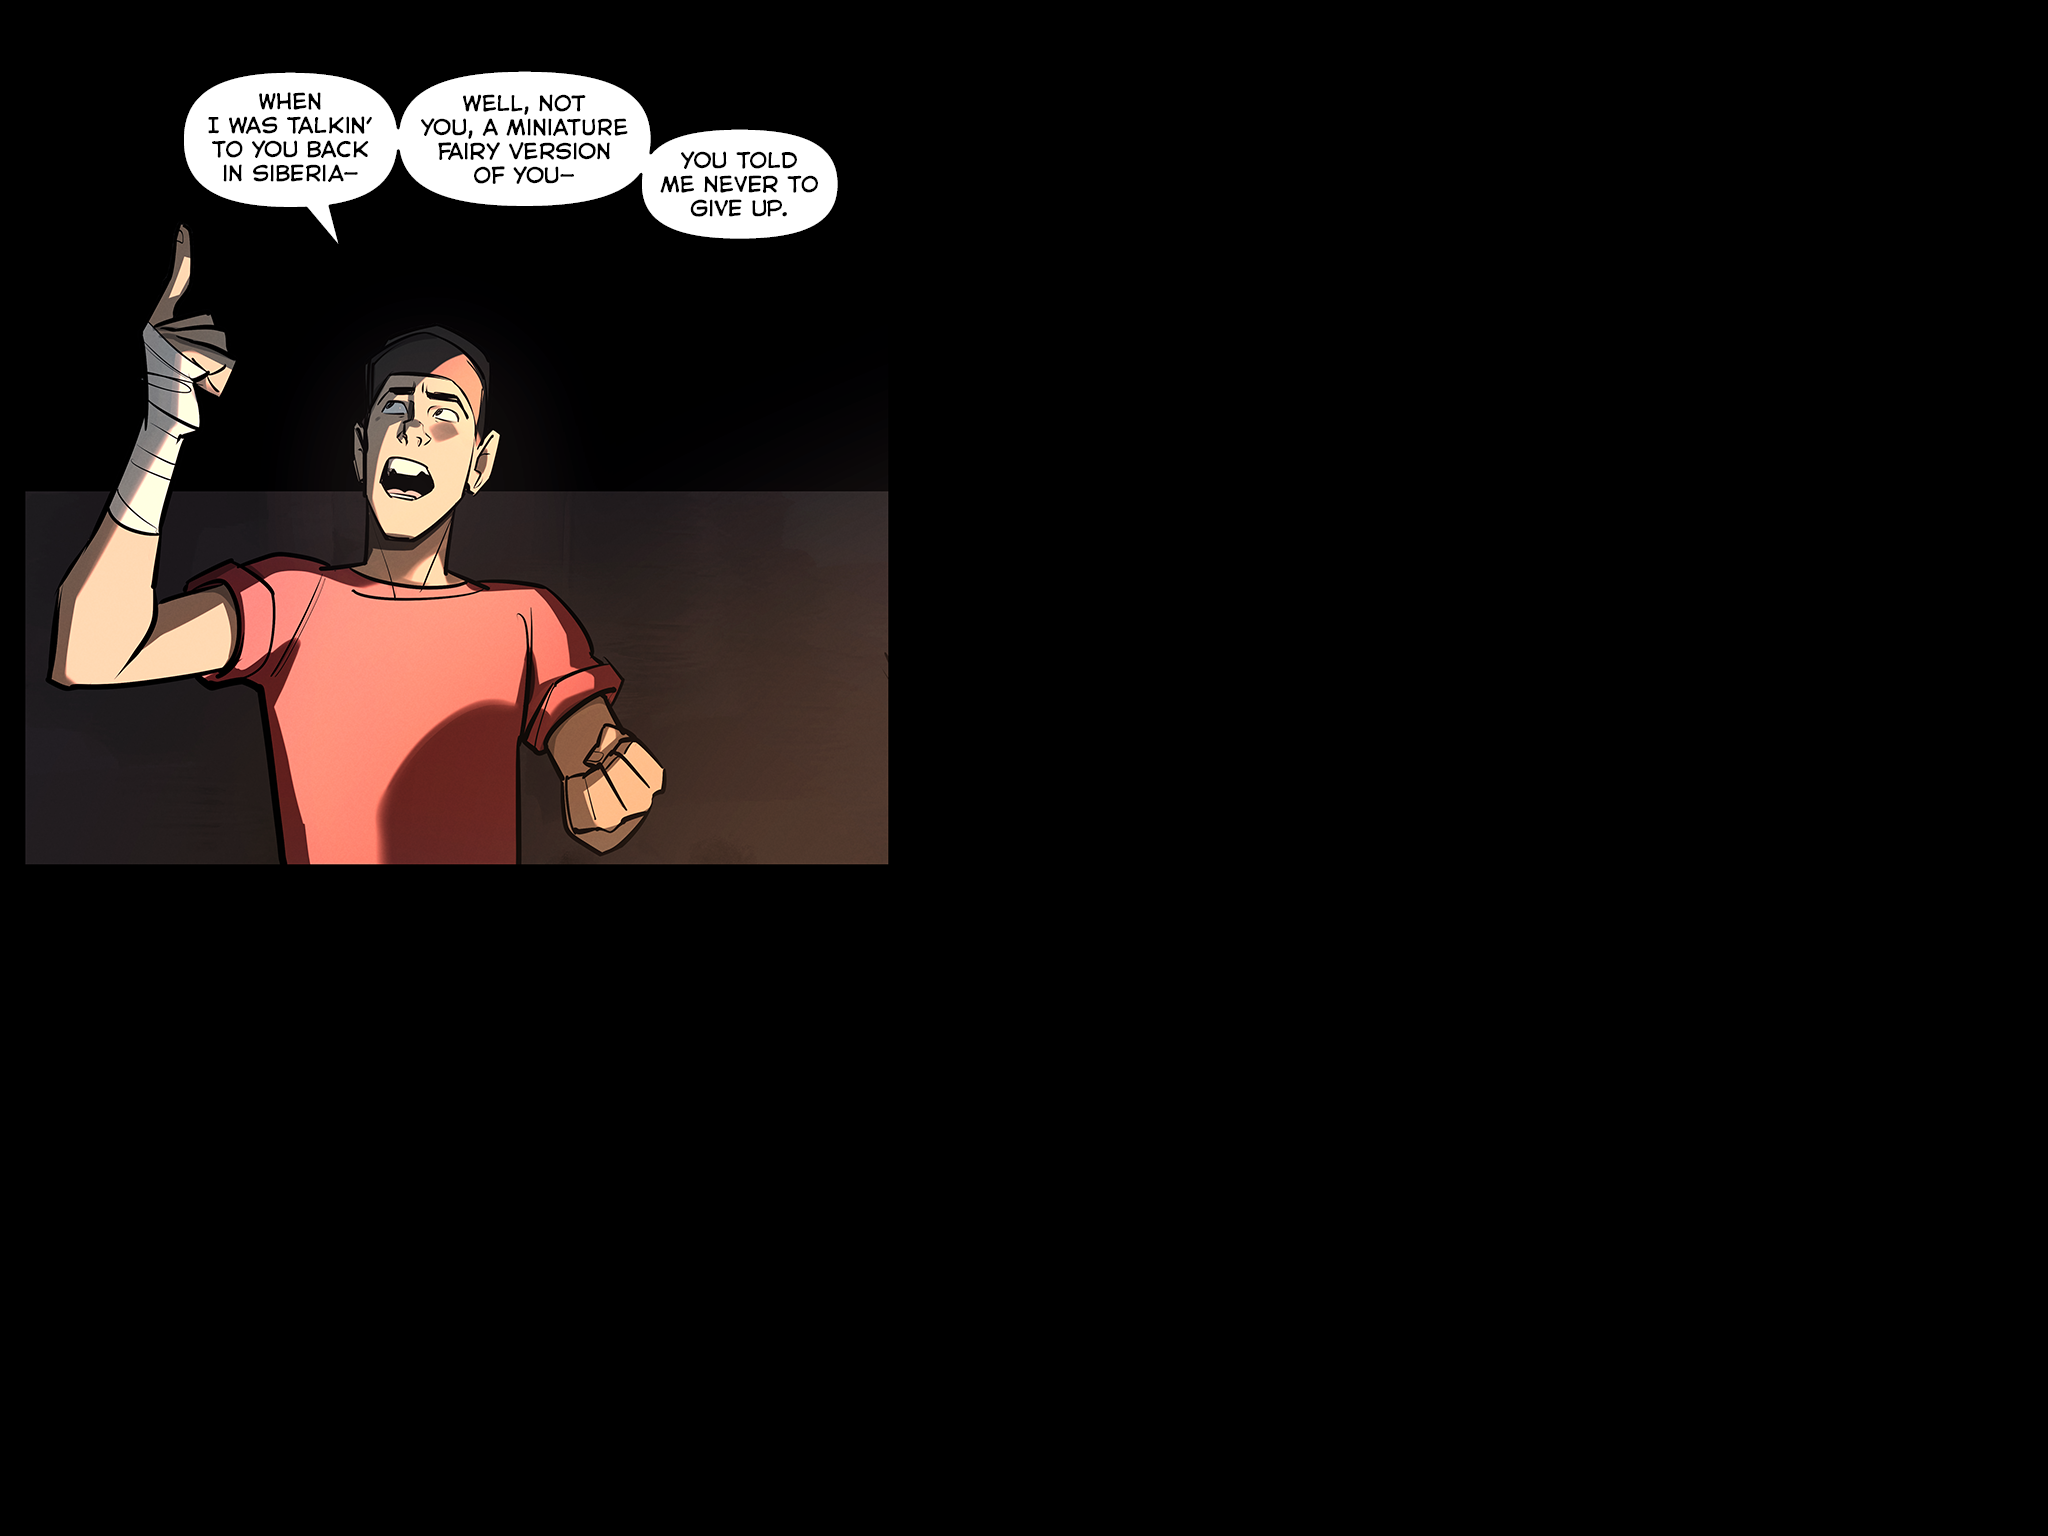 WHEN
I WAS TALKIN'
TO YOU BACK
IN SIBERIA–
WELL, NOT
YOU, A MINIATURE
FAIRY VERSION
OF YOU–
YOU TOLD
ME NEVER TO
GIVE UP.